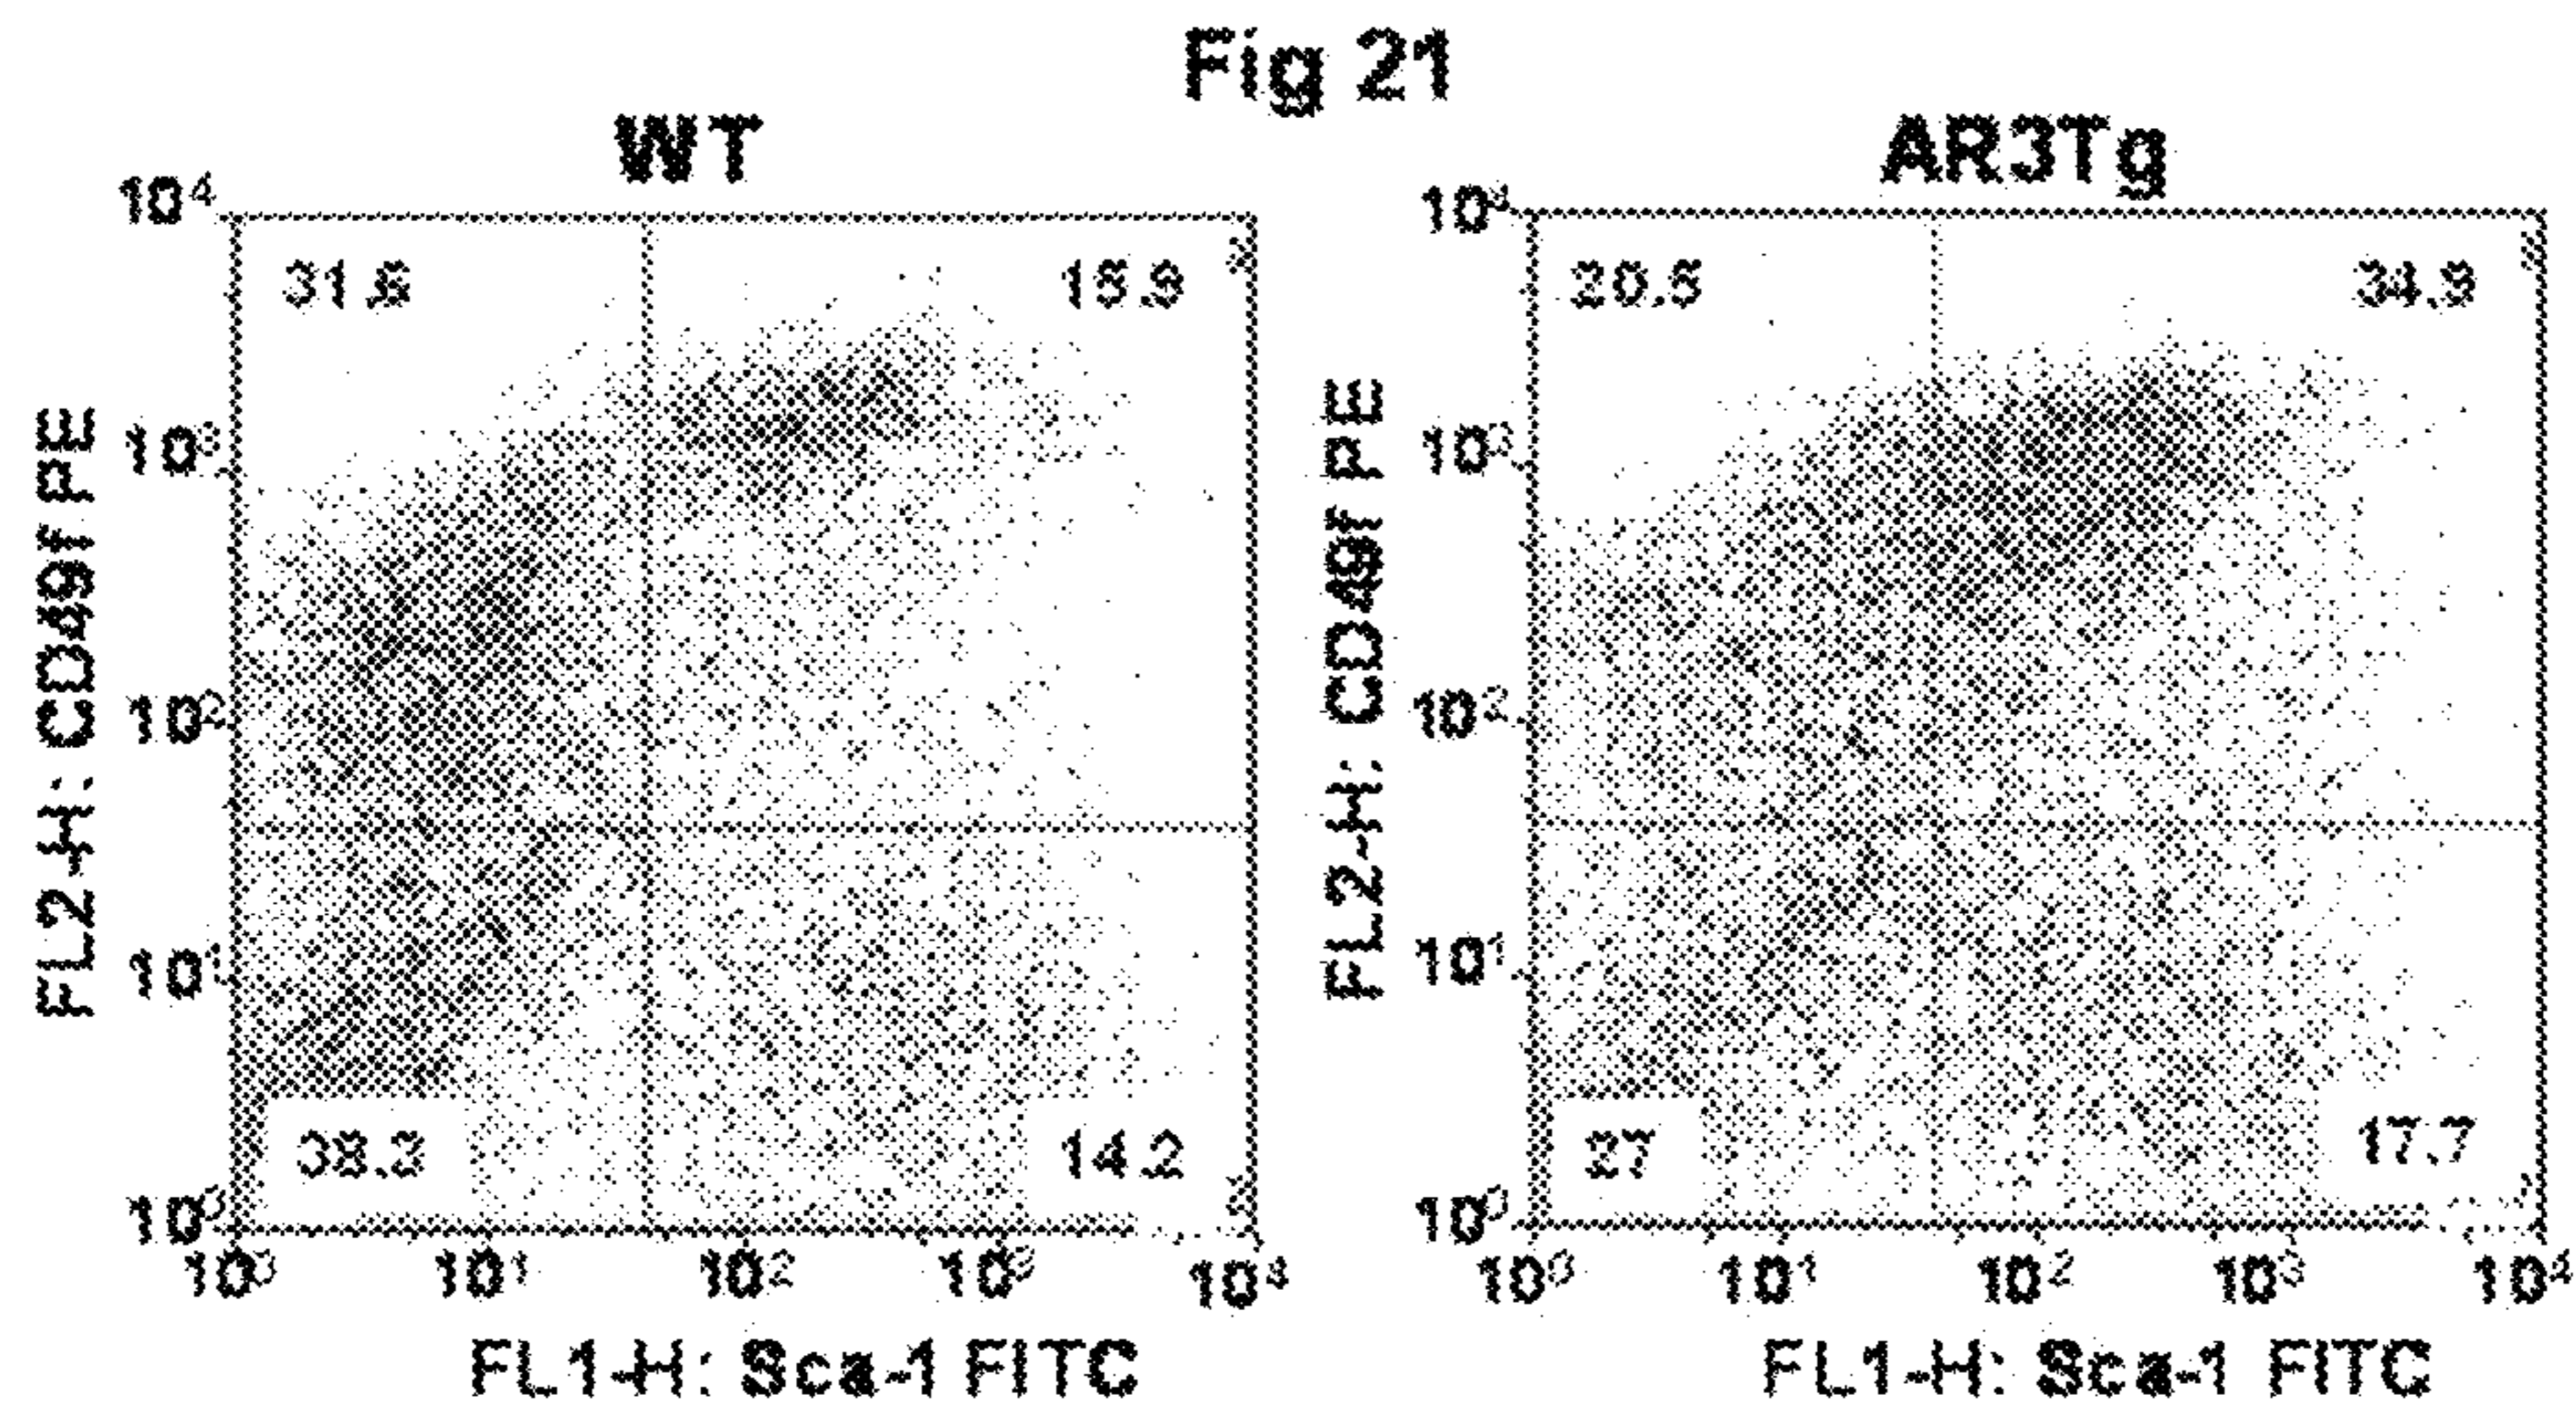 Fig 21
WT
AR3Tg
10⁴
31.6
15.9
10³
10²
10¹
10⁰
38.3
14.2
10⁰ 10¹ 10² 10³ 10⁴
FL2-H: CD49f PE
FL1-H: Sca-1 FITC
10⁴
20.5
34.9
10³
10²
10¹
10⁰
27
17.7
10⁰ 10¹ 10² 10³ 10⁴
FL2-H: CD49f PE
FL1-H: Sca-1 FITC